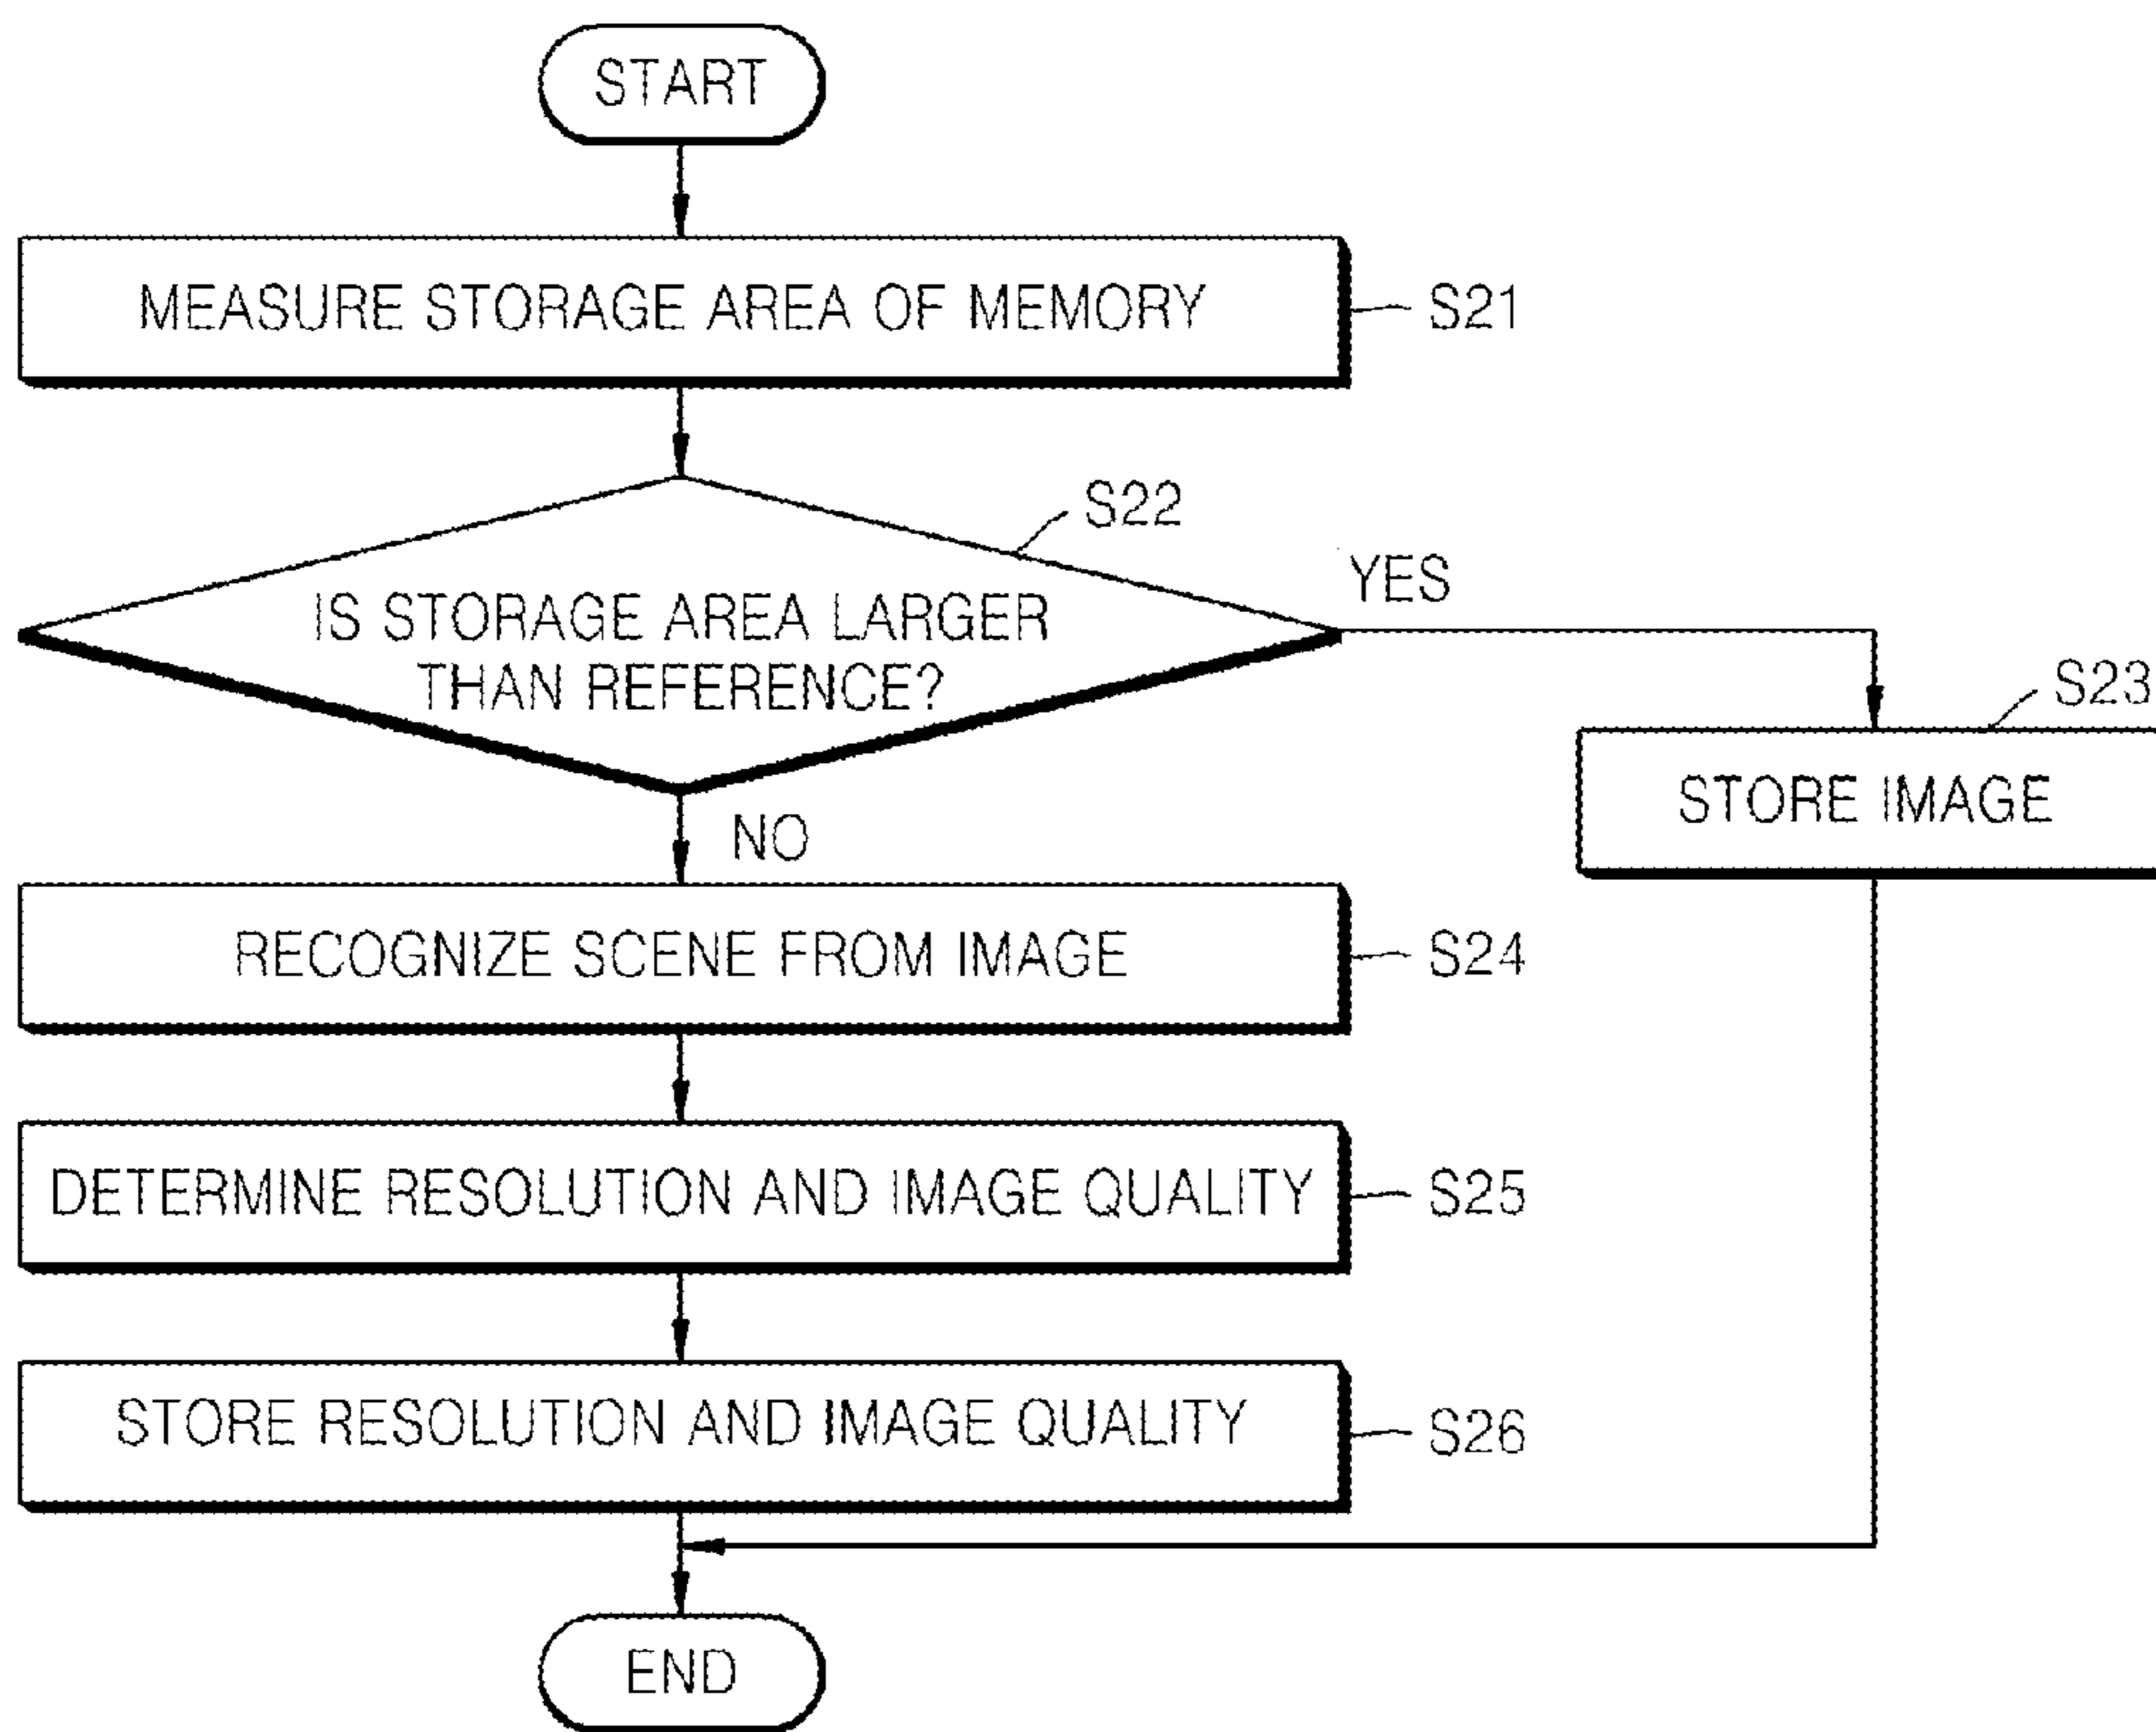 START
MEASURE STORAGE AREA OF MEMORY
S21
S22
IS STORAGE AREA LARGER
THAN REFERENCE?
YES
S23
STORE IMAGE
NO
RECOGNIZE SCENE FROM IMAGE
S24
DETERMINE RESOLUTION AND IMAGE QUALITY
S25
STORE RESOLUTION AND IMAGE QUALITY
S26
END